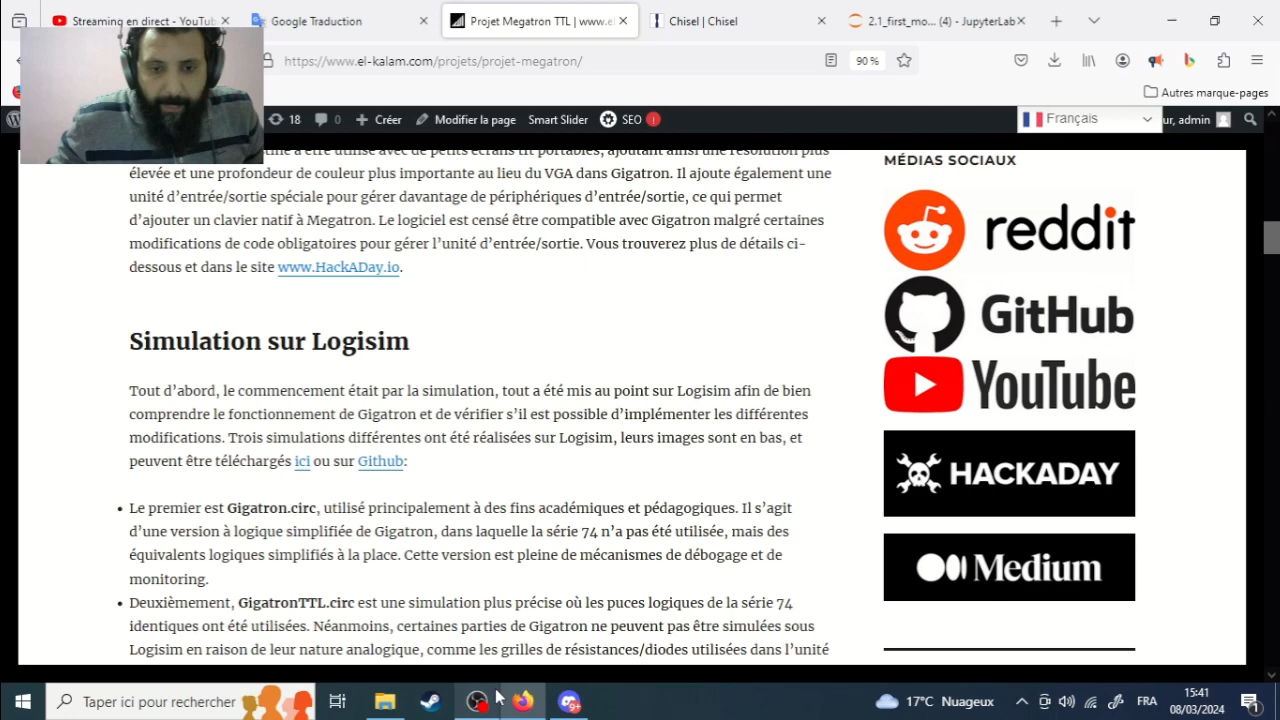 Streaming en direct - YouTu
Google Traduction
Projet Megatron TTL | www.e
Chisel | Chisel
2.1_first_mo... (4) - JupyterLab
https://www.el-kalam.com/projets/projet-megatron/
90 %
Autres marque-pages
18
0
Créer
Modifier la page
Smart Slider
SEO
!
Français
ur, admin
élevée et une profondeur de couleur plus importante au lieu du VGA dans Gigatron. Il ajoute également une
unité d’entrée/sortie spéciale pour gérer davantage de périphériques d’entrée/sortie, ce qui permet
d’ajouter un clavier natif à Megatron. Le logiciel est censé être compatible avec Gigatron malgré certaines
modifications de code obligatoires pour gérer l’unité d’entrée/sortie. Vous trouverez plus de détails ci-
dessous et dans le site www.HackADay.io.
Simulation sur Logisim
Tout d’abord, le commencement était par la simulation, tout a été mis au point sur Logisim afin de bien
comprendre le fonctionnement de Gigatron et de vérifier s’il est possible d’implémenter les différentes
modifications. Trois simulations différentes ont été réalisées sur Logisim, leurs images sont en bas, et
peuvent être téléchargés ici ou sur Github:
• Le premier est Gigatron.circ, utilisé principalement à des fins académiques et pédagogiques. Il s’agit
d’une version à logique simplifiée de Gigatron, dans laquelle la série 74 n’a pas été utilisée, mais des
équivalents logiques simplifiés à la place. Cette version est pleine de mécanismes de débogage et de
monitoring.
• Deuxièmement, GigatronTTL.circ est une simulation plus précise où les puces logiques de la série 74
identiques ont été utilisées. Néanmoins, certaines parties de Gigatron ne peuvent pas être simulées sous
Logisim en raison de leur nature analogique, comme les grilles de résistances/diodes utilisées dans l’unité
MÉDIAS SOCIAUX
reddit
GitHub
YouTube
HACKADAY
Medium
Taper ici pour rechercher
9+
17°C Nuageux
FRA
15:41
08/03/2024
1